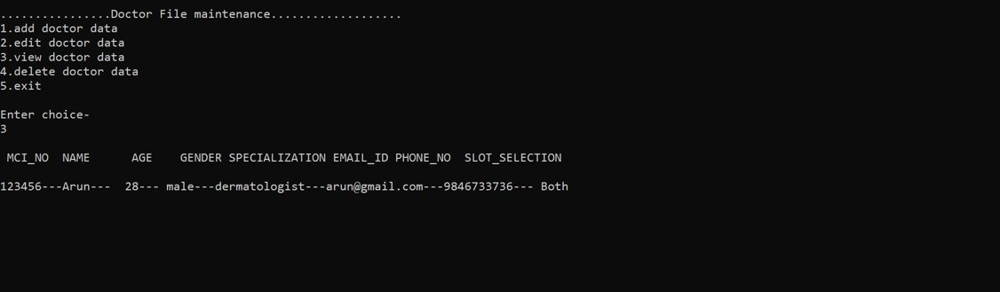 ................Doctor File maintenance...................
1.add doctor data
2.edit doctor data
3.view doctor data
4.delete doctor data
5.exit
Enter choice-
3
MCI_NO  NAME      AGE    GENDER SPECIALIZATION EMAIL_ID PHONE_NO  SLOT_SELECTION
123456---Arun---  28--- male---dermatologist---arun@gmail.com---9846733736--- Both